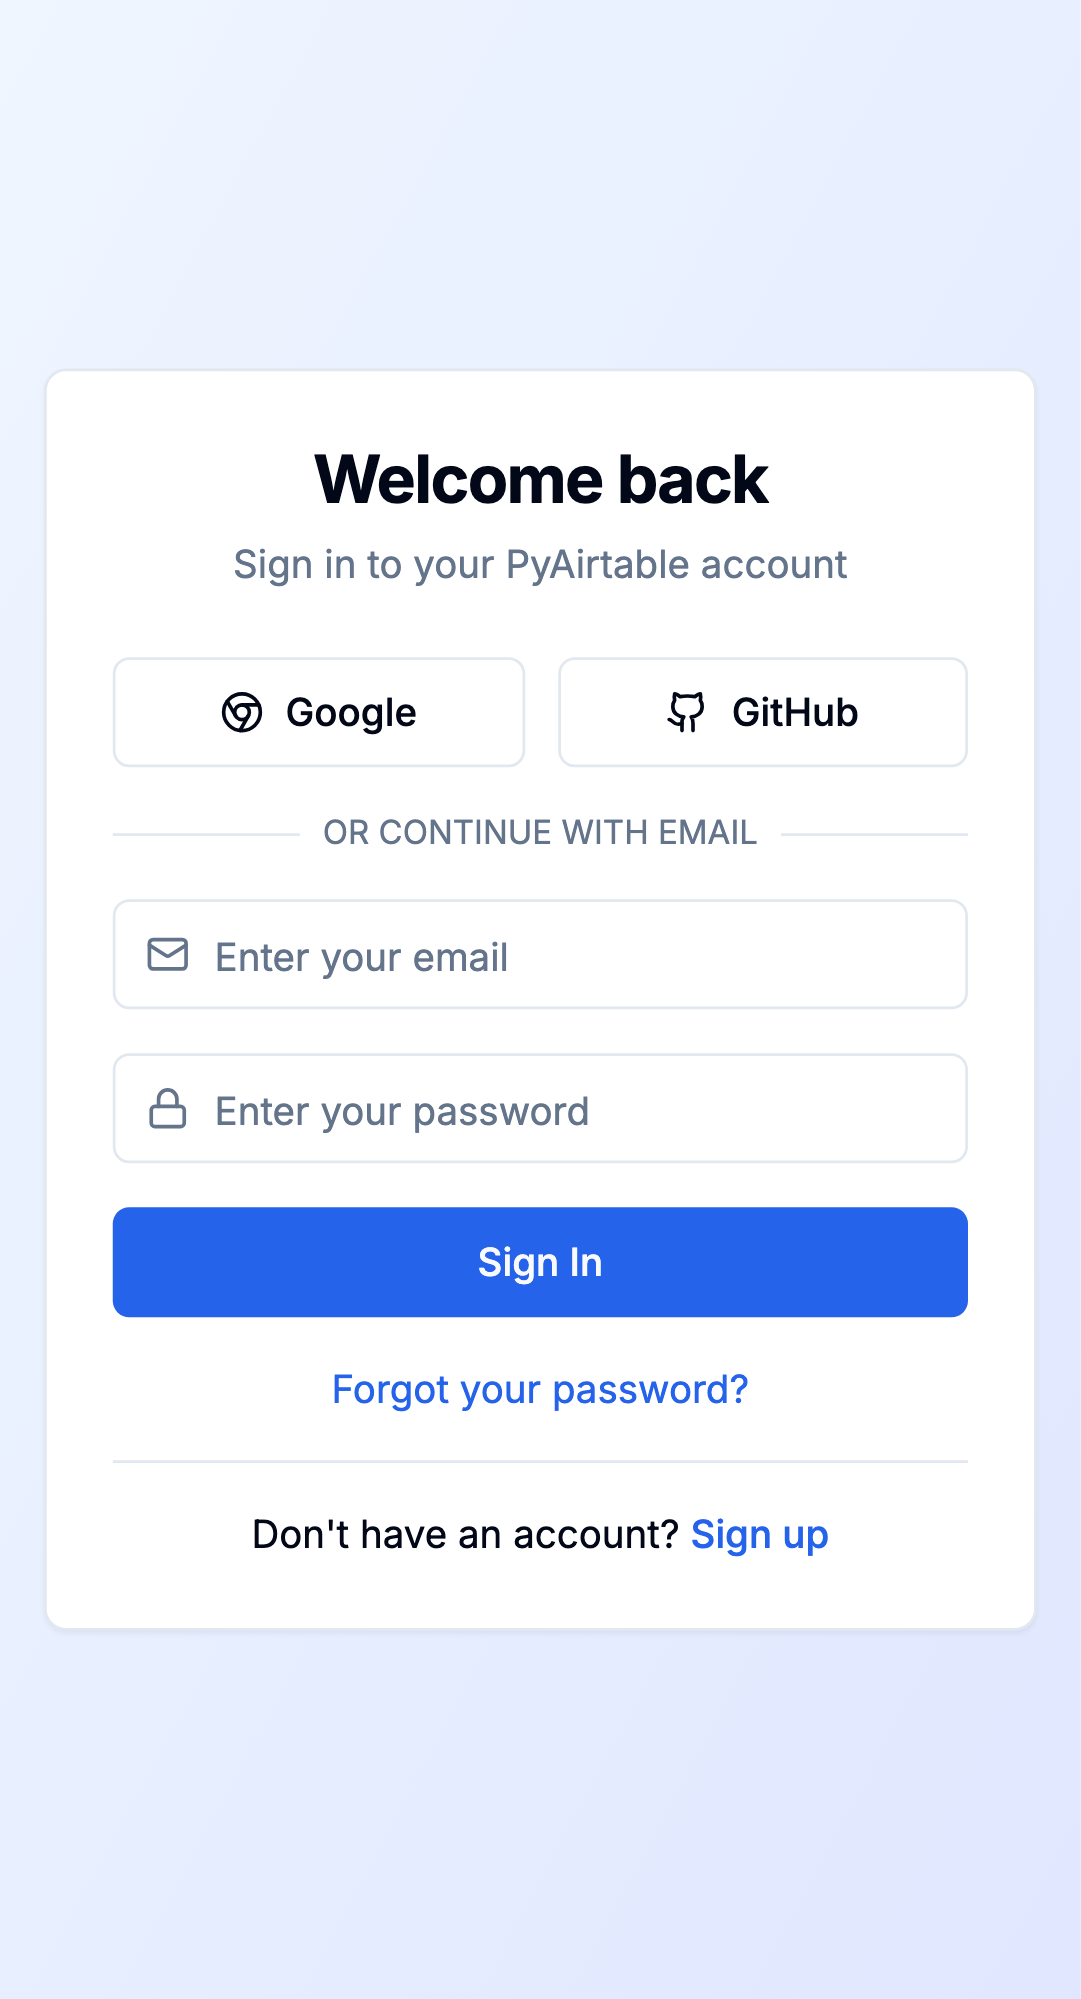 Welcome back
Sign in to your PyAirtable account
Google
GitHub
OR CONTINUE WITH EMAIL
Enter your email
Enter your password
Sign In
Forgot your password?
Don't have an account? Sign up